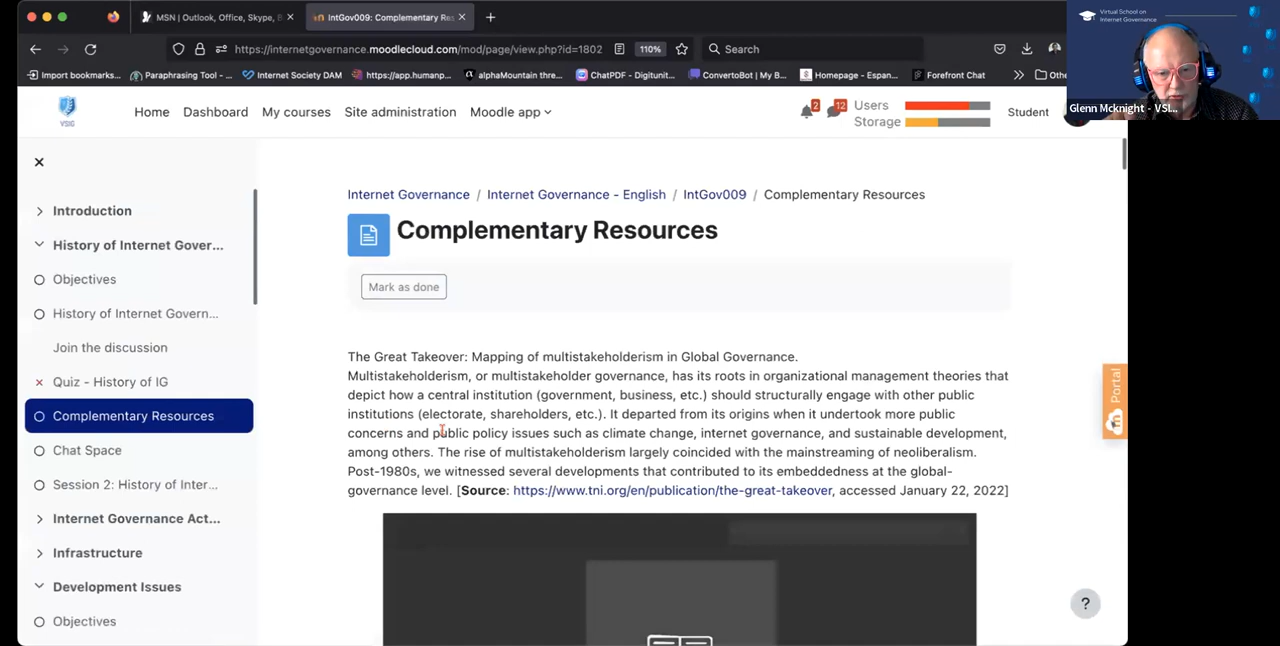 MSN | Outlook, Office, Skype, B
IntGov009: Complementary Res
https://internetgovernance.moodlecloud.com/mod/page/view.php?id=1802
110%
Search
Import bookmarks...
Paraphrasing Tool - ...
Internet Society DAM
https://app.humanp...
alphaMountain thre...
ChatPDF - Digitunit...
ConvertoBot | My B...
Homepage - Espan...
Forefront Chat
Othe
Virtual School on
Internet Governance
Glenn Mcknight - VSI...
VSIG
Home
Dashboard
My courses
Site administration
Moodle app
2
12
Users
Storage
Student
Introduction
History of Internet Gover...
Objectives
History of Internet Govern...
Join the discussion
Quiz - History of IG
Complementary Resources
Chat Space
Session 2: History of Inter...
Internet Governance Act...
Infrastructure
Development Issues
Objectives
Internet Governance / Internet Governance - English / IntGov009 / Complementary Resources
Complementary Resources
Mark as done
The Great Takeover: Mapping of multistakeholderism in Global Governance.
Multistakeholderism, or multistakeholder governance, has its roots in organizational management theories that
depict how a central institution (government, business, etc.) should structurally engage with other public
institutions (electorate, shareholders, etc.). It departed from its origins when it undertook more public
concerns and public policy issues such as climate change, internet governance, and sustainable development,
among others. The rise of multistakeholderism largely coincided with the mainstreaming of neoliberalism.
Post-1980s, we witnessed several developments that contributed to its embeddedness at the global-
governance level. [Source: https://www.tni.org/en/publication/the-great-takeover, accessed January 22, 2022]
Portal
?